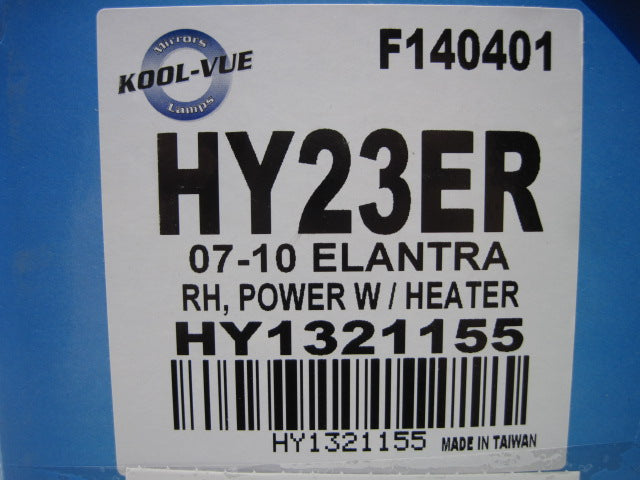 Mirrors
KOOL-VUE
Lamps
F140401
HY23ER
07-10 ELANTRA
RH, POWER W / HEATER
HY1321155
HY1321155 MADE IN TAIWAN